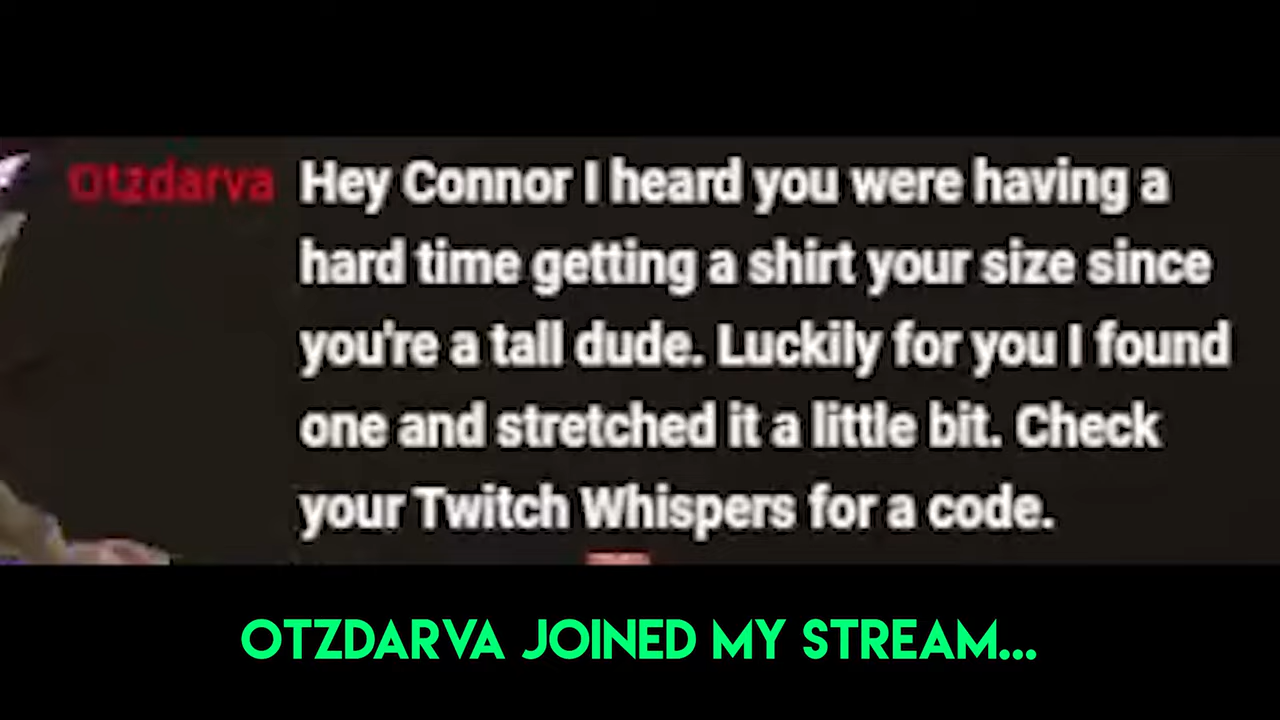 Otzdarva Hey Connor I heard you were having a
hard time getting a shirt your size since
you're a tall dude. Luckily for you I found
one and stretched it a little bit. Check
your Twitch Whispers for a code.
OTZDARVA JOINED MY STREAM...